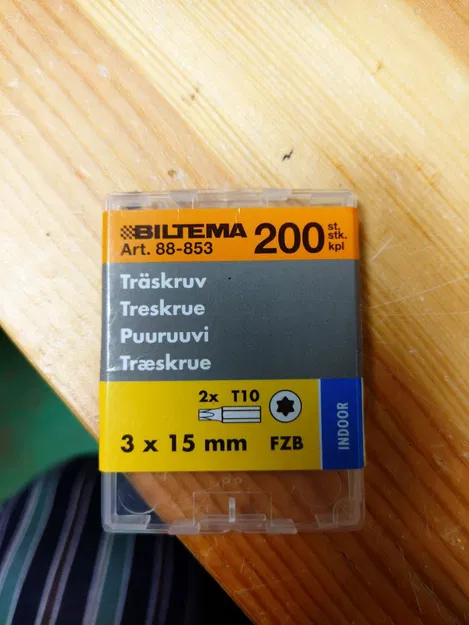 BILTEMA
Art. 88-853
200 st, stk. kpl
Träskruv
Treskrue
Puuruuvi
Træskrue
2x T10
3 x 15 mm FZB
INDOOR